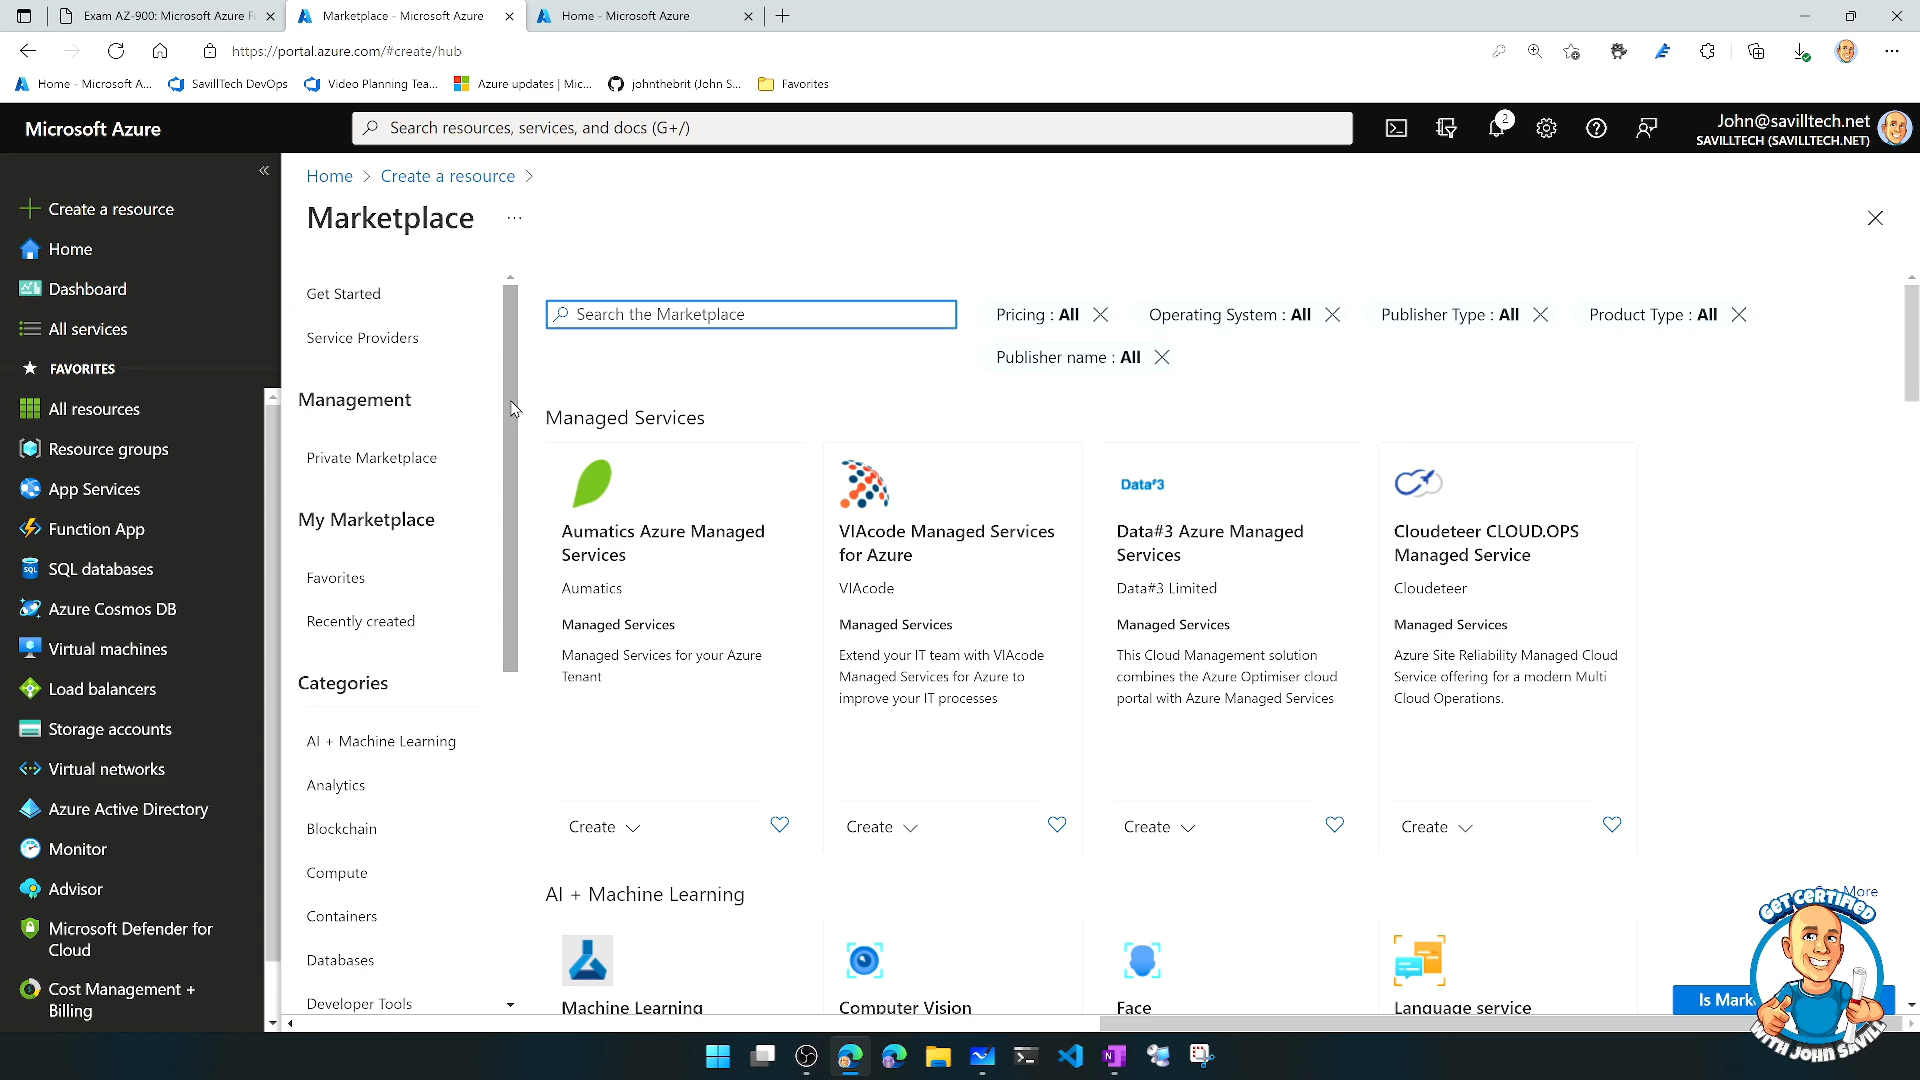 Exam AZ-900: Microsoft Azure F
Marketplace - Microsoft Azure
Home - Microsoft Azure
https://portal.azure.com/#create/hub
Home - Microsoft A...
SavillTech DevOps
Video Planning Tea...
Azure updates | Mic...
johnthebrit (John S...
Favorites
Microsoft Azure
Search resources, services, and docs (G+/)
2
John@savilltech.net
SAVILLTECH (SAVILLTECH.NET)
«
Create a resource
Home
Dashboard
All services
FAVORITES
All resources
Resource groups
App Services
Function App
SQL databases
Azure Cosmos DB
Virtual machines
Load balancers
Storage accounts
Virtual networks
Azure Active Directory
Monitor
Advisor
Microsoft Defender for
Cloud
Cost Management +
Billing
Home > Create a resource >
Marketplace ...
Get Started
Service Providers
Management
Private Marketplace
My Marketplace
Favorites
Recently created
Categories
AI + Machine Learning
Analytics
Blockchain
Compute
Containers
Databases
Developer Tools
Search the Marketplace
Pricing : All
Operating System : All
Publisher Type : All
Product Type : All
Publisher name : All
Managed Services
Aumatics Azure Managed
Services
Aumatics
Managed Services
Managed Services for your Azure
Tenant
Create
VIAcode Managed Services
for Azure
VIAcode
Managed Services
Extend your IT team with VIAcode
Managed Services for Azure to
improve your IT processes
Create
Data#3
Data#3 Azure Managed
Services
Data#3 Limited
Managed Services
This Cloud Management solution
combines the Azure Optimiser cloud
portal with Azure Managed Services
Create
Cloudeteer CLOUD.OPS
Managed Service
Cloudeteer
Managed Services
Azure Site Reliability Managed Cloud
Service offering for a modern Multi
Cloud Operations.
Create
AI + Machine Learning
More
Machine Learning
Computer Vision
Face
Language service
Is Mark
GET CERTIFIED
WITH JOHN SAVILL